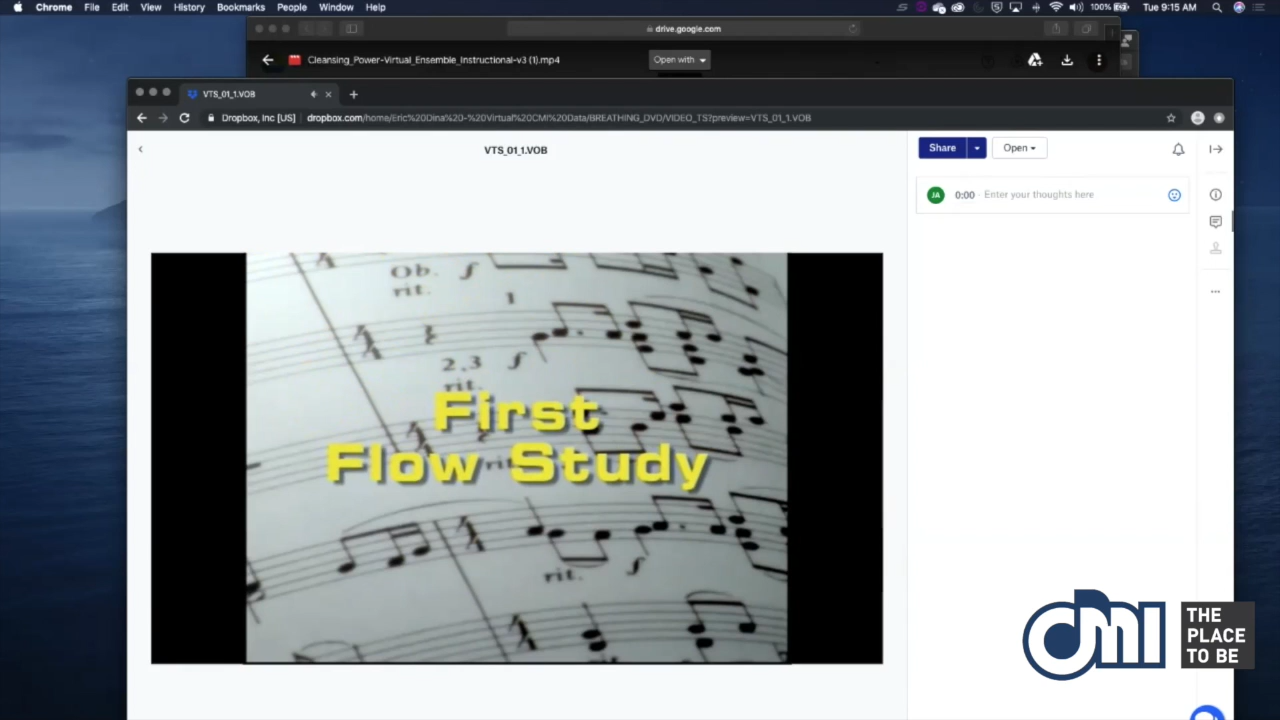 Chrome File Edit View History Bookmarks People Window Help 100% Tue 9:15 AM
drive.google.com
Cleansing_Power-Virtual_Ensemble_Instructional-v3 (1).mp4 Open with
VTS_01_1.VOB
Dropbox, Inc [US] dropbox.com/home/Eric%20Dina%20-%20Virtual%20CMI%20Data/BREATHING_DVD/VIDEO_TS?preview=VTS_01_1.VOB
VTS_01_1.VOB
Share Open
JA 0:00 Enter your thoughts here
Ob. f
rit.
1
2,3 f
rit.
First
Flow Study
rit.
rit. f
CMI THE
PLACE
TO BE